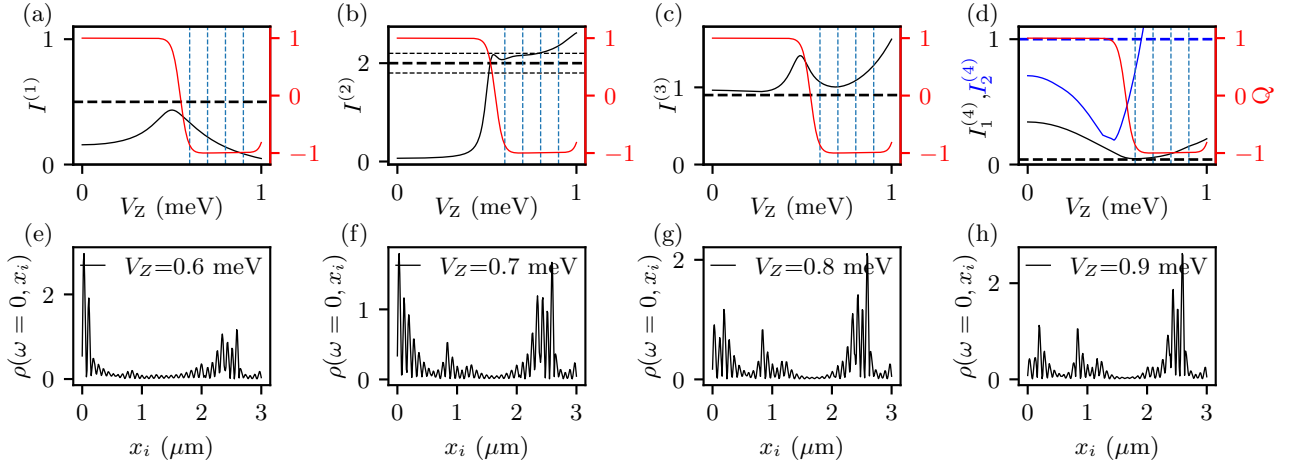 (a)
I^{(1)}
1
0
0
1
V_Z (meV)
1
0
−1
(b)
I^{(2)}
2
0
0
1
V_Z (meV)
1
0
−1
(c)
I^{(3)}
1
0
0
1
V_Z (meV)
1
0
−1
(d)
I_1^{(4)}, I_2^{(4)}
1
0
0
1
V_Z (meV)
1
0
−1
Q
(e)
ρ(ω = 0, x_i)
2
0
V_Z=0.6 meV
0
1
2
3
x_i (μm)
(f)
ρ(ω = 0, x_i)
1
0
V_Z=0.7 meV
0
1
2
3
x_i (μm)
(g)
ρ(ω = 0, x_i)
2
0
V_Z=0.8 meV
0
1
2
3
x_i (μm)
(h)
ρ(ω = 0, x_i)
2
0
V_Z=0.9 meV
0
1
2
3
x_i (μm)